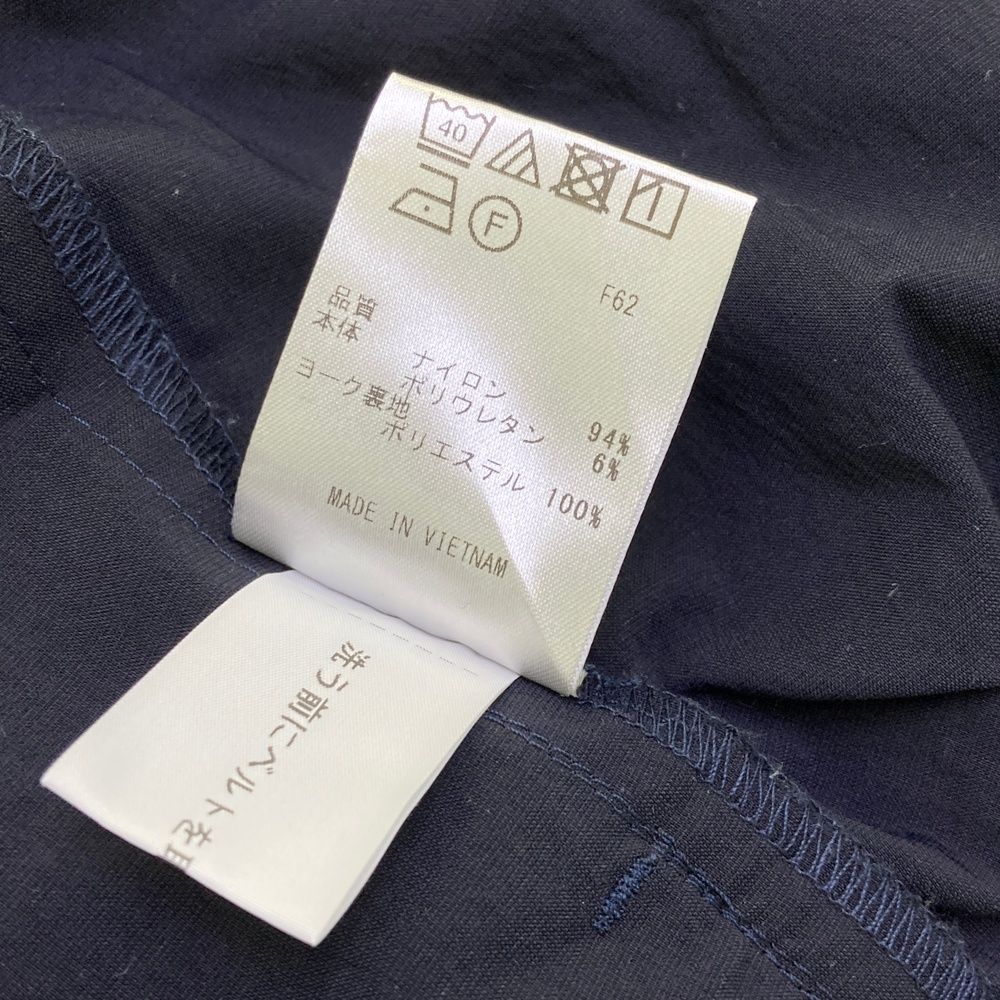 40
F
F62
品質
本体
ナイロン 94%
ポリウレタン 6%
ヨーク裏地
ポリエステル 100%
MADE IN VIETNAM
洗う前にベルトを